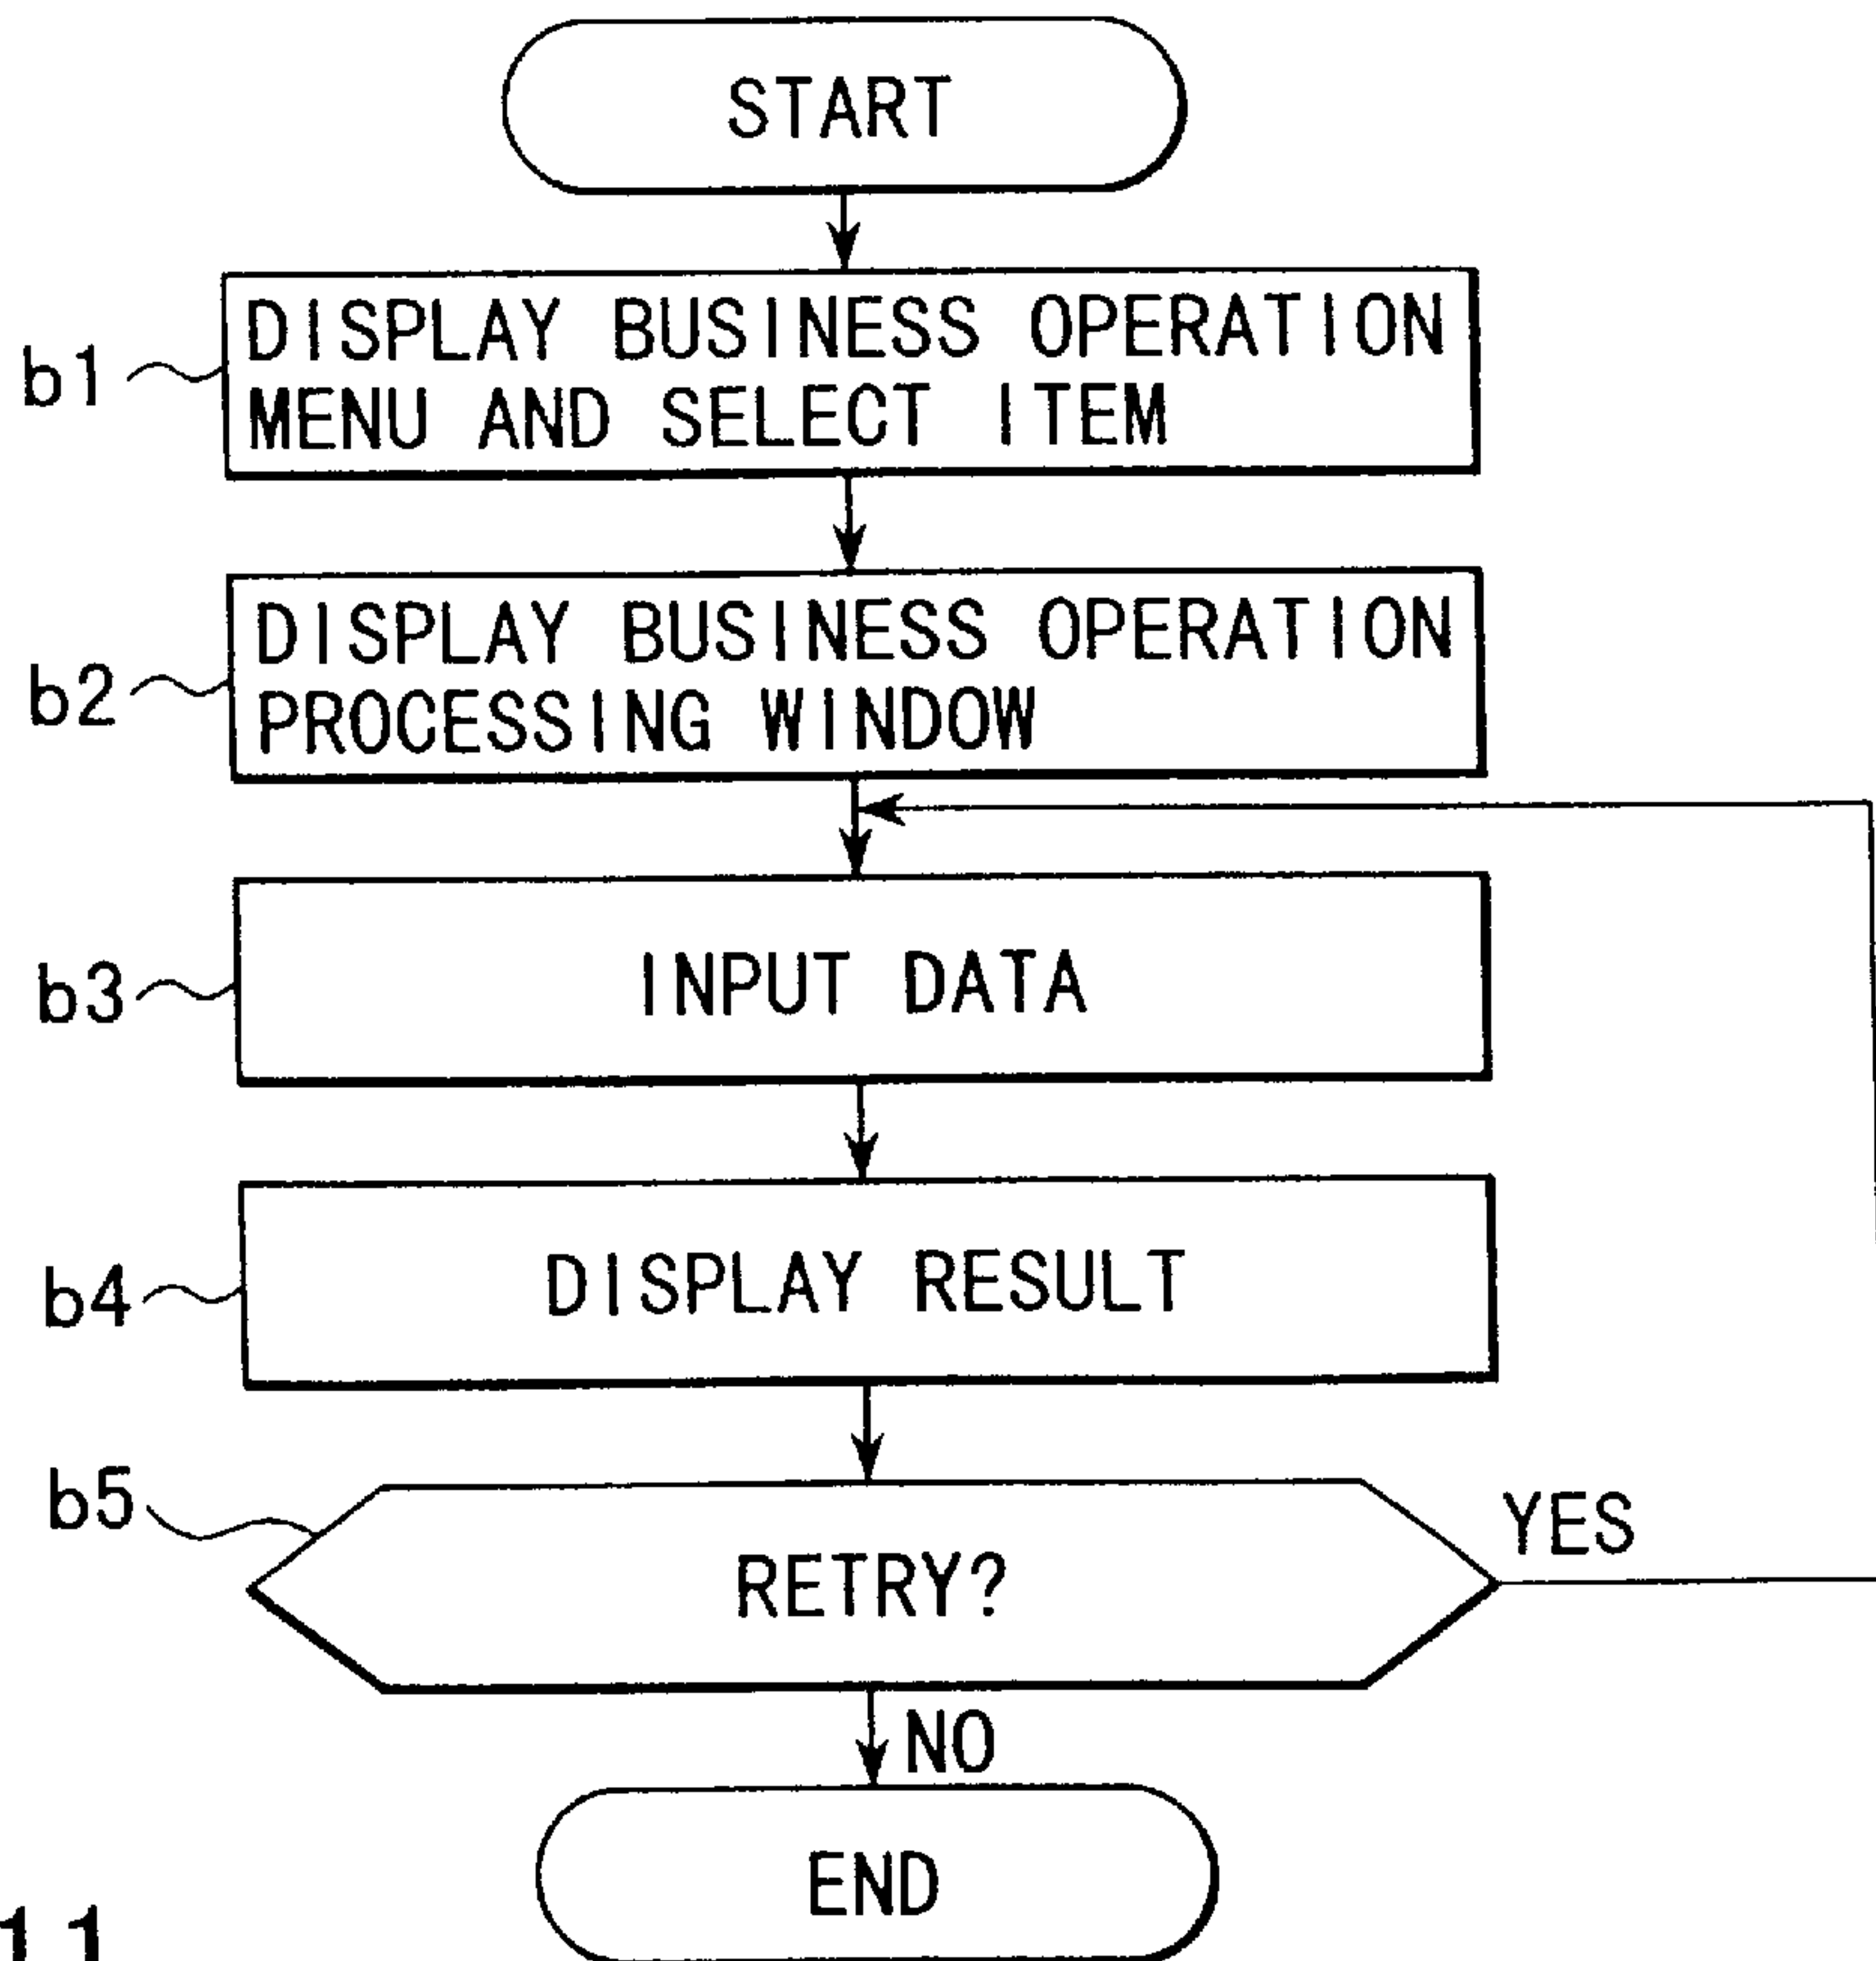 START
b1
DISPLAY BUSINESS OPERATION
MENU AND SELECT ITEM
b2
DISPLAY BUSINESS OPERATION
PROCESSING WINDOW
b3
INPUT DATA
b4
DISPLAY RESULT
b5
RETRY?
YES
NO
END
11